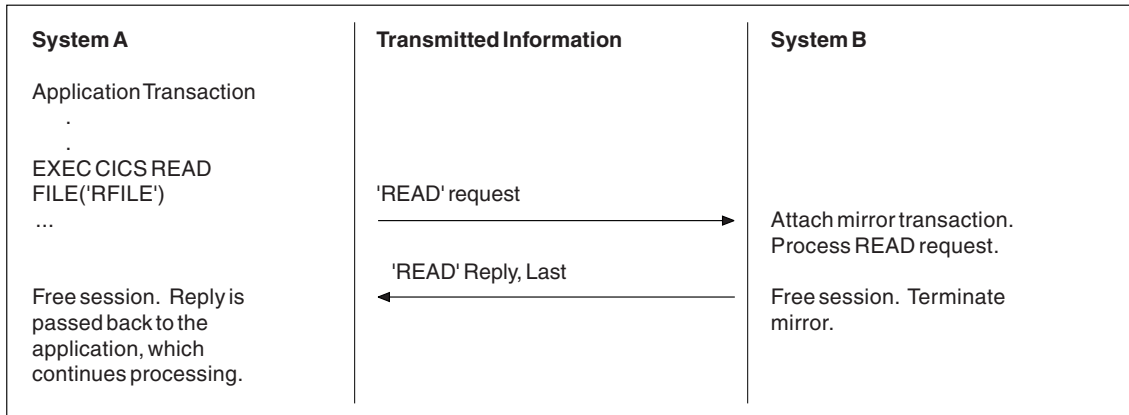 System A
Transmitted Information
System B
Application Transaction
.
.
EXEC CICS READ
FILE('RFILE')
...
'READ' request
Attach mirror transaction.
Process READ request.
'READ' Reply, Last
Free session. Reply is
passed back to the
application, which
continues processing.
Free session. Terminate
mirror.